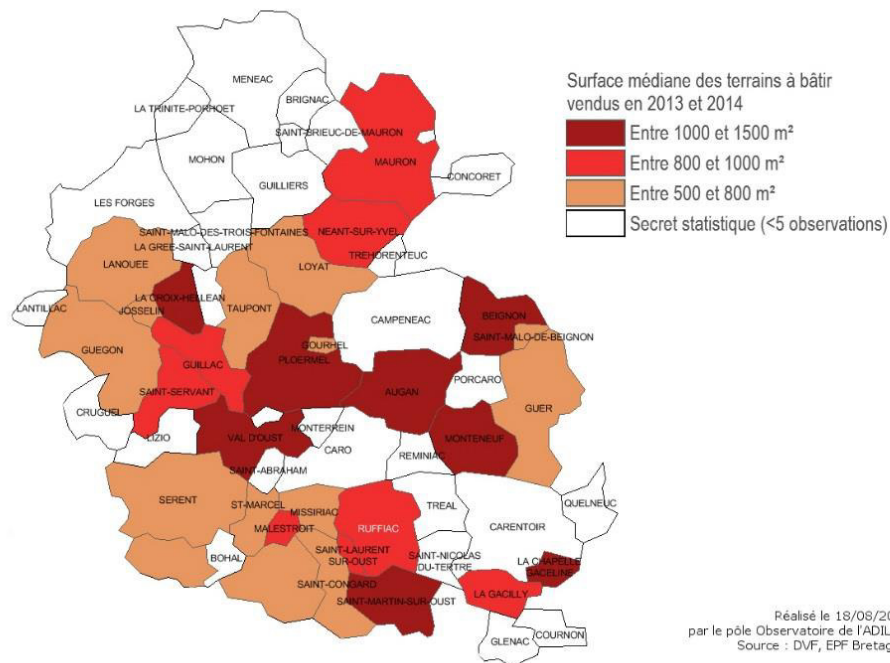 Surface médiane des terrains à bâtir
vendus en 2013 et 2014
Entre 1000 et 1500 m²
Entre 800 et 1000 m²
Entre 500 et 800 m²
Secret statistique (<5 observations)
MENEAC
BRIGNAC
LA TRINITE-PORHOET
SAINT-BRIEUC-DE-MAURON
MOHON
MAURON
CONCORET
GUILLIERS
LES FORGES
SAINT-MALO-DES-TROIS-FONTAINES
NEANT-SUR-YVEL
LA GREE-SAINT-LAURENT
TREHORENTEUC
LANOUEE
LOYAT
LA CROIX-HELLEAN
LANTILLAC
JOSSELIN
TAUPONT
CAMPENEAC
BEIGNON
SAINT-MALO-DE-BEIGNON
GOURHEL
GUEGON
PLOERMEL
GUILLAC
PORCARO
SAINT-SERVANT
AUGAN
GUER
CRUGUEL
MONTERREIN
LIZIO
VAL D'OUST
MONTENEUF
CARO
REMINIAC
SAINT-ABRAHAM
SERENT
ST-MARCEL
MISSIRIAC
TREAL
QUELNEUC
MALESTROIT
RUFFIAC
CARENTOIR
BOHAL
SAINT-LAURENT
SUR-OUST
SAINT-NICOLAS
DU-TERTRE
LA CHAPELLE
GACELINE
SAINT-CONGARD
SAINT-MARTIN-SUR-OUST
LA GACILLY
GLENAC
COURNON
Réalisé le 18/08/20
par le pôle Observatoire de l'ADIL
Source : DVF, EPF Bretag